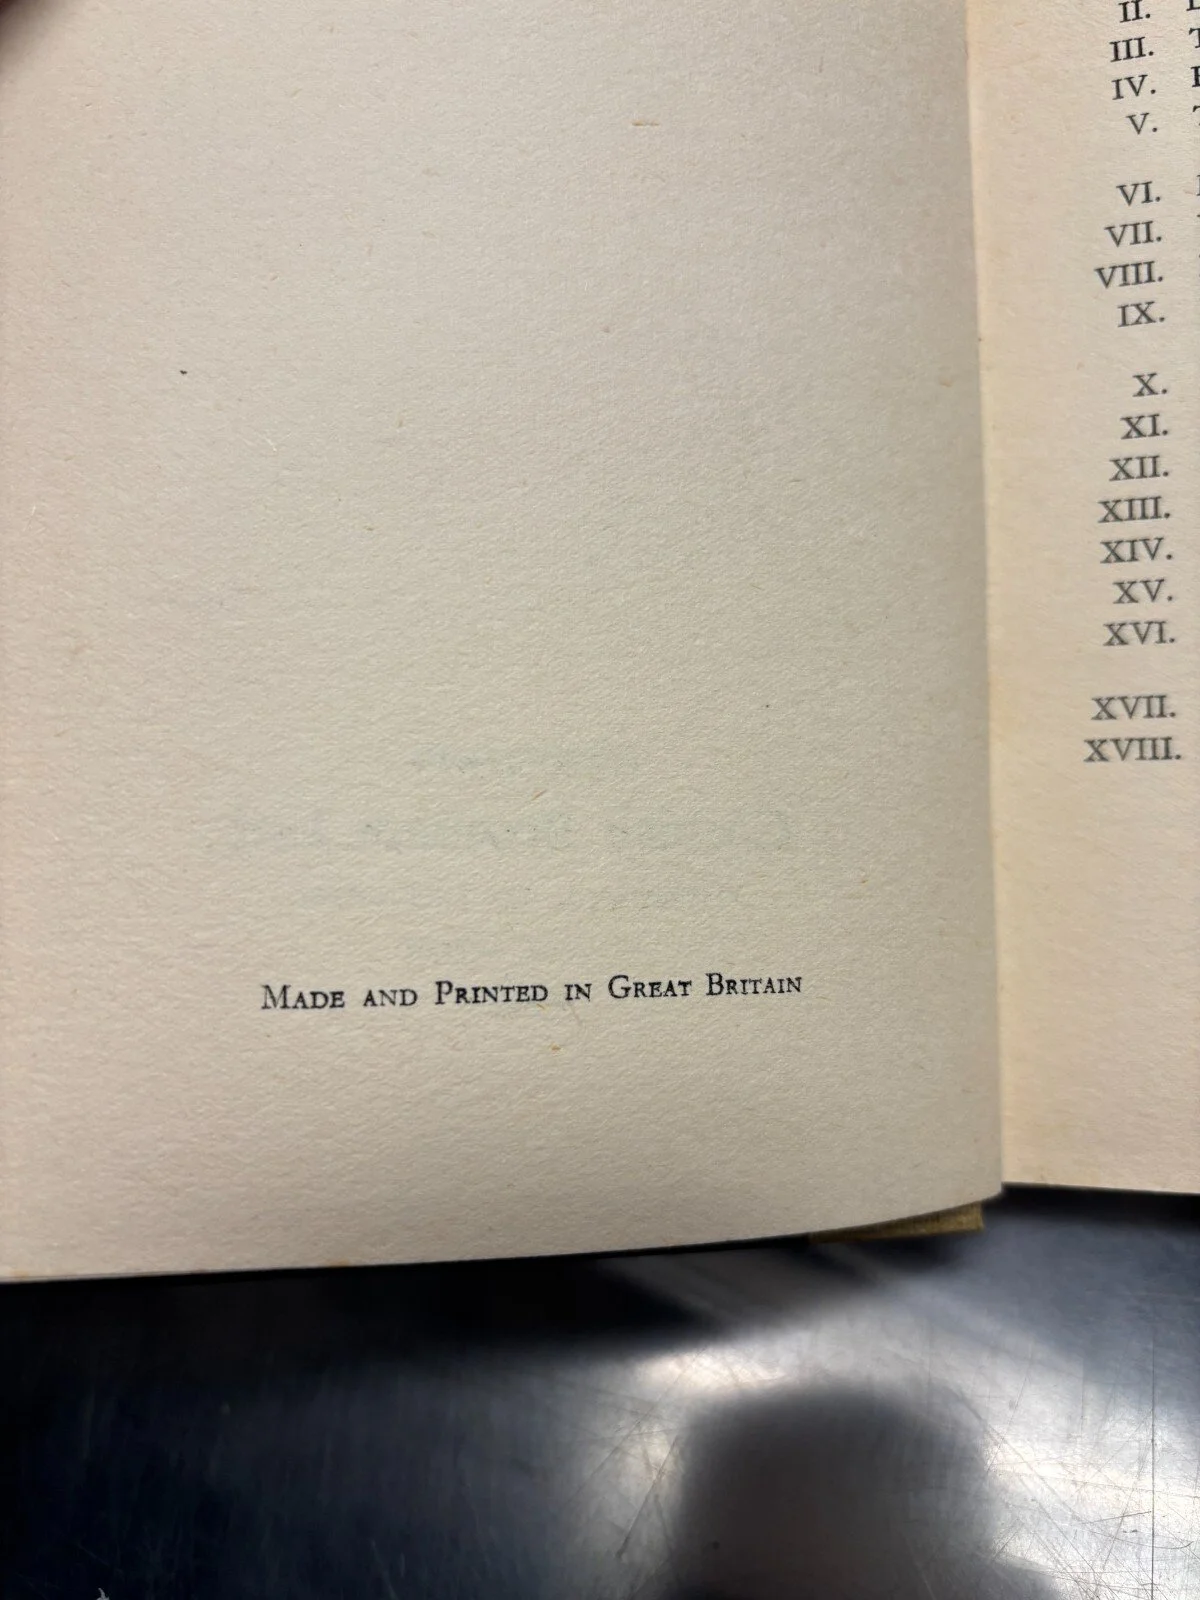 MADE AND PRINTED IN GREAT BRITAIN
II.
III.
IV.
V.
VI.
VII.
VIII.
IX.
X.
XI.
XII.
XIII.
XIV.
XV.
XVI.
XVII.
XVIII.